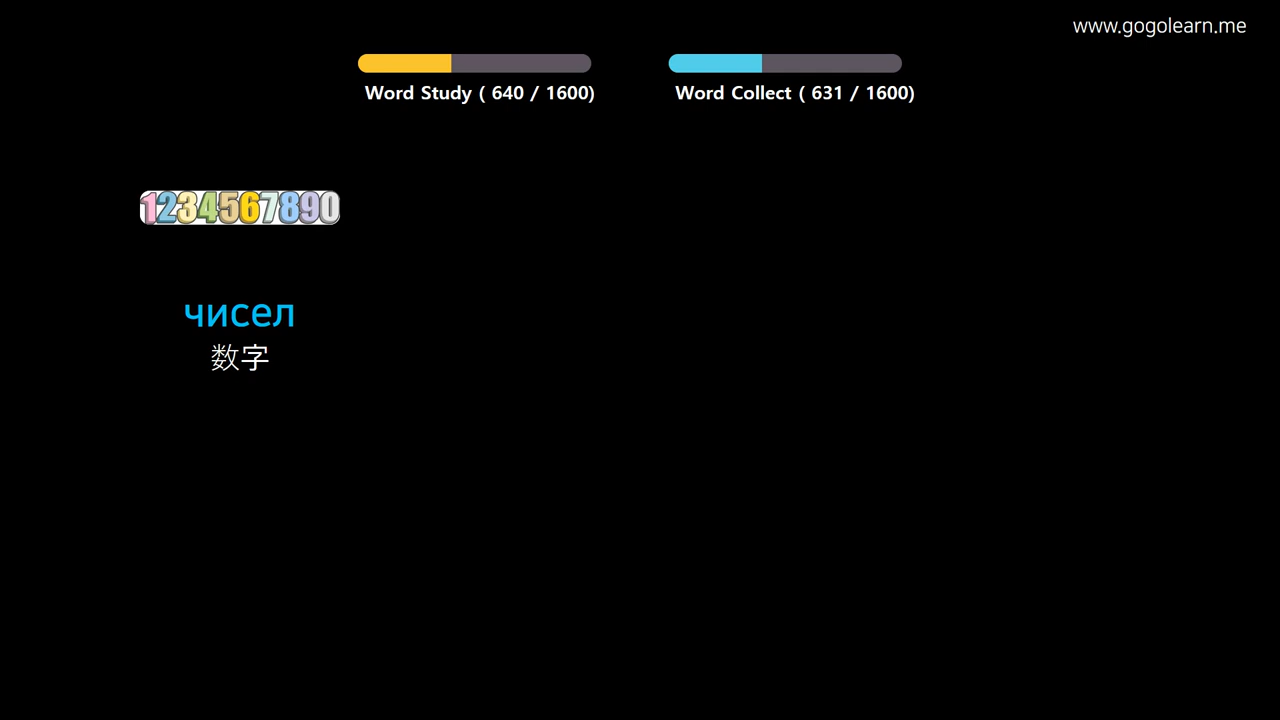 www.gogolearn.me
Word Study ( 640 / 1600)
Word Collect ( 631 / 1600)
1234567890
чисел
数字